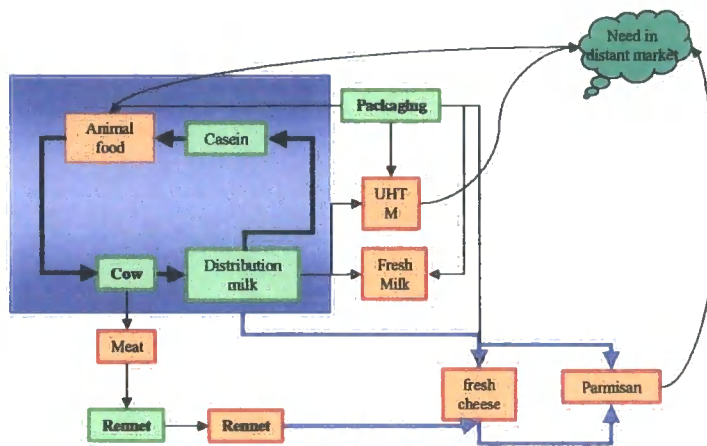 Need in
distant market
Packaging
Animal
food
Casein
UHT
M
Cow
Distribution
milk
Fresh
Milk
Meat
fresh
cheese
Parmisan
Rennet
Rennet